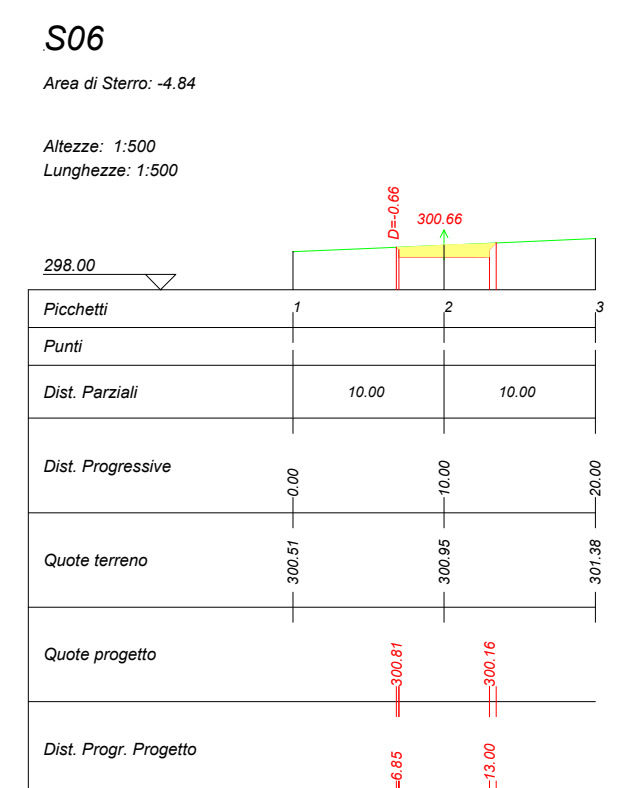 S06
Area di Sterro: -4.84
Altezze: 1:500
Lunghezze: 1:500
D=-0.66
300.66
298.00
Picchetti 1 2 3
Punti
Dist. Parziali 10.00 10.00
Dist. Progressive 0.00 10.00 20.00
Quote terreno 300.51 300.95 301.38
Quote progetto 300.81 300.16
Dist. Progr. Progetto 6.85 13.00